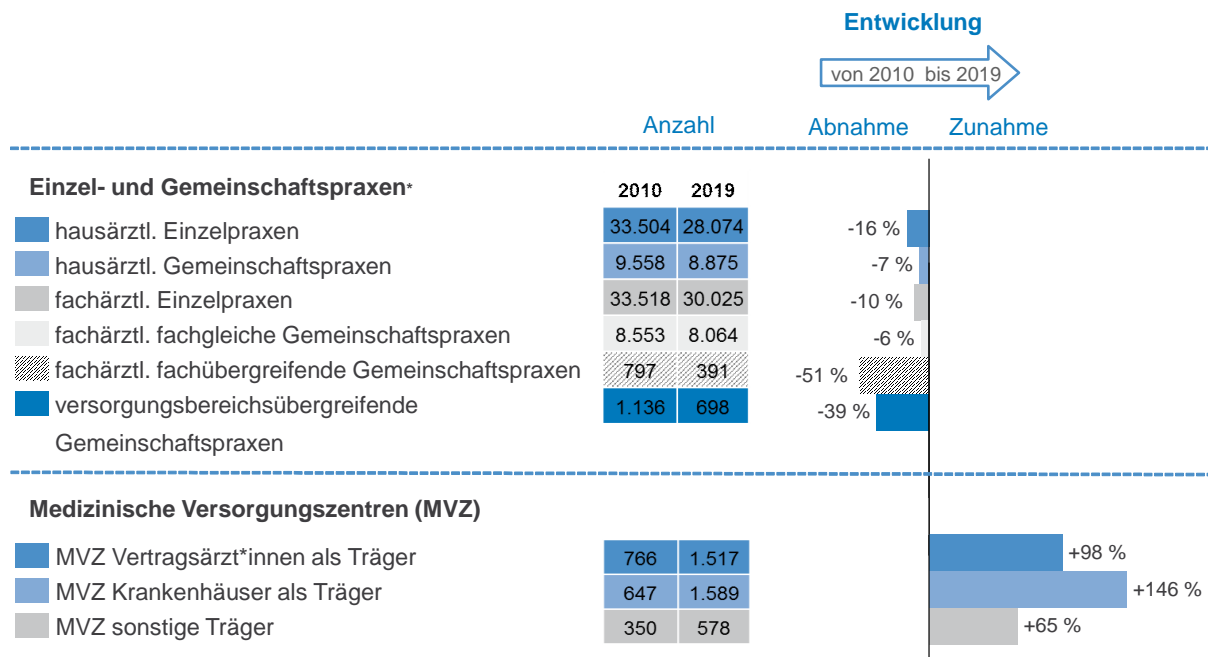 Entwicklung
von 2010 bis 2019
Anzahl Abnahme Zunahme
Einzel- und Gemeinschaftspraxen* 2010 2019
hausärztl. Einzelpraxen 33.504 28.074 -16 %
hausärztl. Gemeinschaftspraxen 9.558 8.875 -7 %
fachärztl. Einzelpraxen 33.518 30.025 -10 %
fachärztl. fachgleiche Gemeinschaftspraxen 8.553 8.064 -6 %
fachärztl. fachübergreifende Gemeinschaftspraxen 797 391 -51 %
versorgungsbereichsübergreifende 1.136 698 -39 %
Gemeinschaftspraxen
Medizinische Versorgungszentren (MVZ)
MVZ Vertragsärzt*innen als Träger 766 1.517 +98 %
MVZ Krankenhäuser als Träger 647 1.589 +146 %
MVZ sonstige Träger 350 578 +65 %